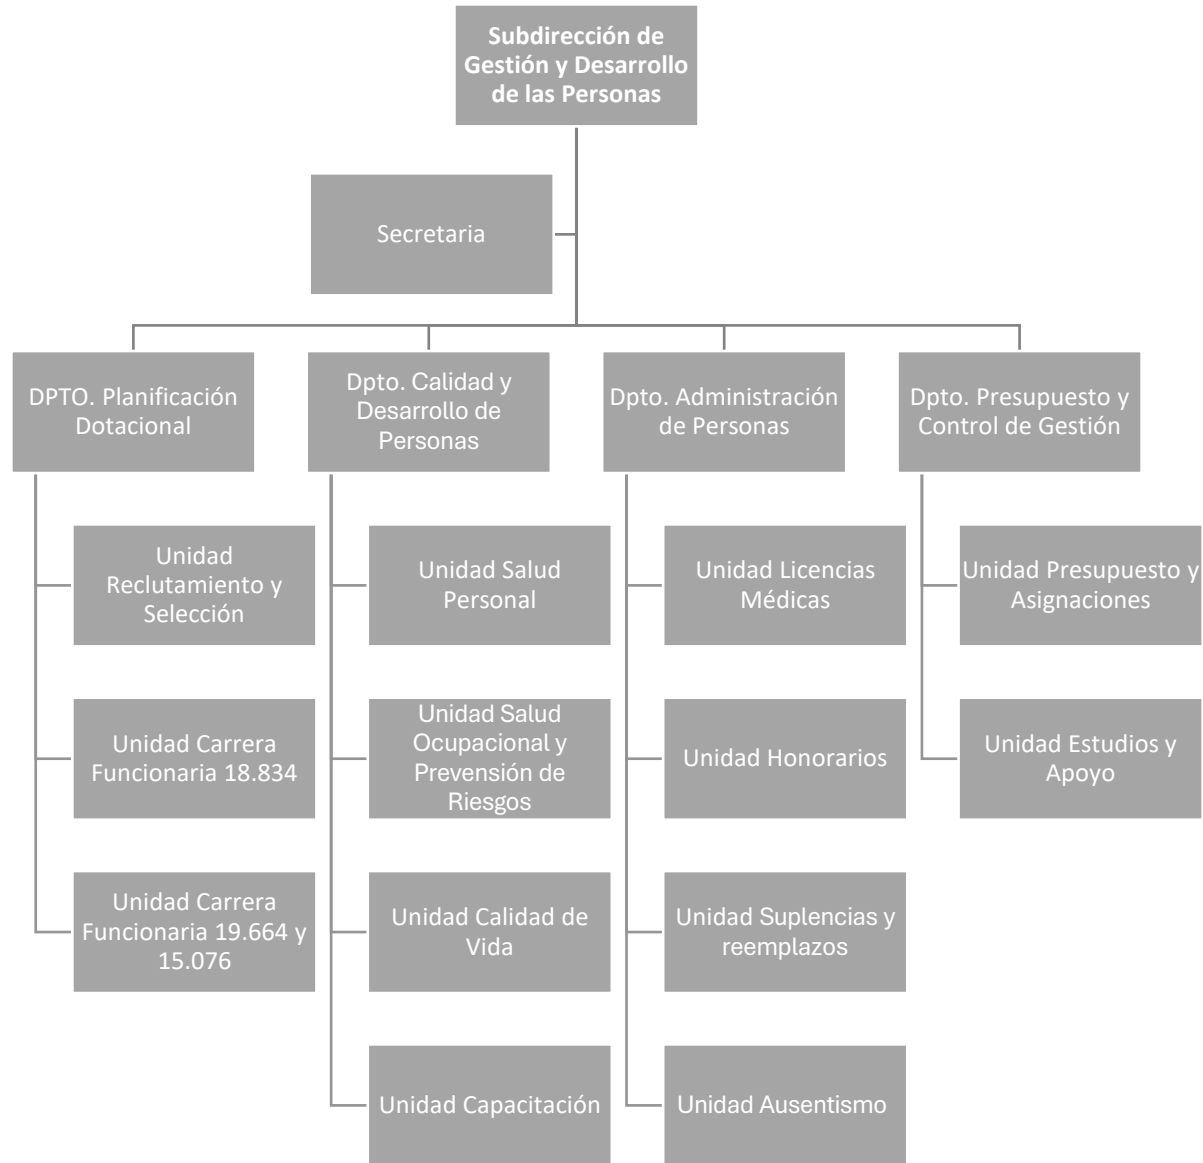 Subdirección de
Gestión y Desarrollo
de las Personas
Secretaria
DPTO. Planificación
Dotacional
Dpto. Calidad y
Desarrollo de
Personas
Dpto. Administración
de Personas
Dpto. Presupuesto y
Control de Gestión
Unidad
Reclutamiento y
Selección
Unidad Salud
Personal
Unidad Licencias
Médicas
Unidad Presupuesto y
Asignaciones
Unidad Carrera
Funcionaria 18.834
Unidad Salud
Ocupacional y
Prevensión de
Riesgos
Unidad Honorarios
Unidad Estudios y
Apoyo
Unidad Carrera
Funcionaria 19.664 y
15.076
Unidad Calidad de
Vida
Unidad Suplencias y
reemplazos
Unidad Capacitación
Unidad Ausentismo